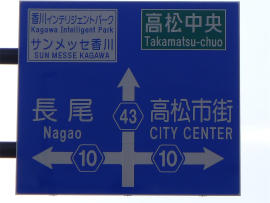 香川インテリジェントパーク
Kagawa Intelligent Park
サンメッセ香川
SUN MESSE KAGAWA
高松中央
Takamatsu-chuo
43
長尾
Nagao
高松市街
CITY CENTER
10
10